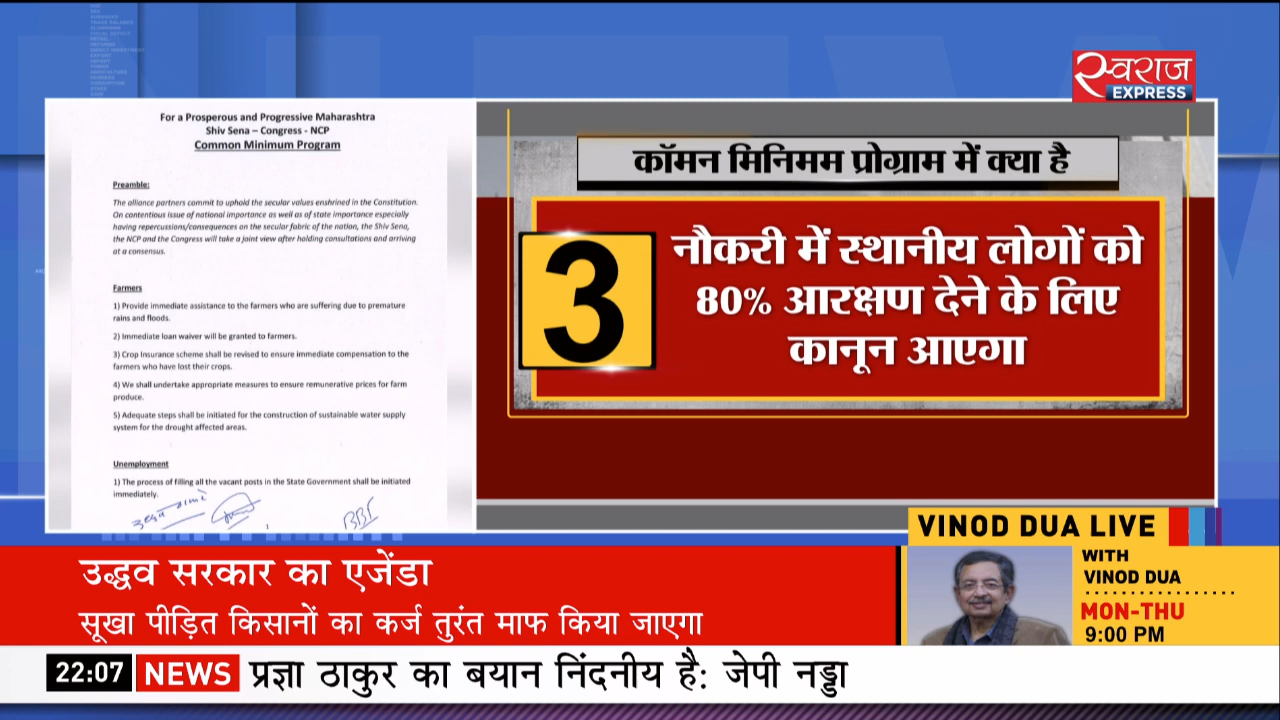 स्वराज
EXPRESS
For a Prosperous and Progressive Maharashtra
Shiv Sena – Congress - NCP
Common Minimum Program
Preamble:
The alliance partners commit to uphold the secular values enshrined in the Constitution.
On contentious issue of national importance as well as of state importance especially
having repercussions/consequences on the secular fabric of the nation, the Shiv Sena,
the NCP and the Congress will take a joint view after holding consultations and arriving
at a consensus.
Farmers
1) Provide immediate assistance to the farmers who are suffering due to premature
rains and floods.
2) Immediate loan waiver will be granted to farmers.
3) Crop Insurance scheme shall be revised to ensure immediate compensation to the
farmers who have lost their crops.
4) We shall undertake appropriate measures to ensure remunerative prices for farm
produce.
5) Adequate steps shall be initiated for the construction of sustainable water supply
system for the drought affected areas.
Unemployment
1) The process of filling all the vacant posts in the State Government shall be initiated
immediately.
कॉमन मिनिमम प्रोग्राम में क्या है
3
नौकरी में स्थानीय लोगों को
80% आरक्षण देने के लिए
कानून आएगा
VINOD DUA LIVE
WITH
VINOD DUA
MON-THU
9:00 PM
उद्धव सरकार का एजेंडा
सूखा पीड़ित किसानों का कर्ज तुरंत माफ किया जाएगा
22:07 NEWS प्रज्ञा ठाकुर का बयान निंदनीय है: जेपी नड्डा